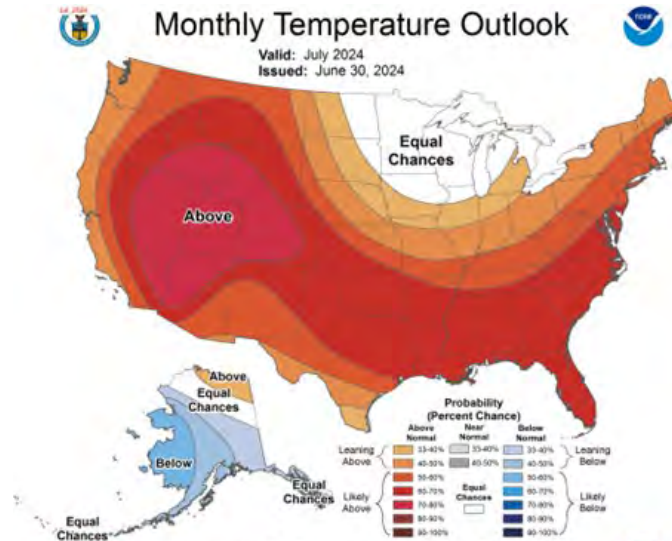 Monthly Temperature Outlook
Valid: July 2024
Issued: June 30, 2024
Equal
Chances
Above
Above
Equal
Chances
Below
Equal
Chances
Equal
Chances
Probability
(Percent Chance)
Above
Normal
Near
Normal
Below
Normal
Leaning
Above
33-40%
40-50%
33-40%
40-50%
33-40%
40-50%
Leaning
Below
Likely
Above
50-60%
60-70%
70-80%
80-90%
90-100%
Equal
Chances
50-60%
70-80%
80-90%
90-100%
Likely
Below